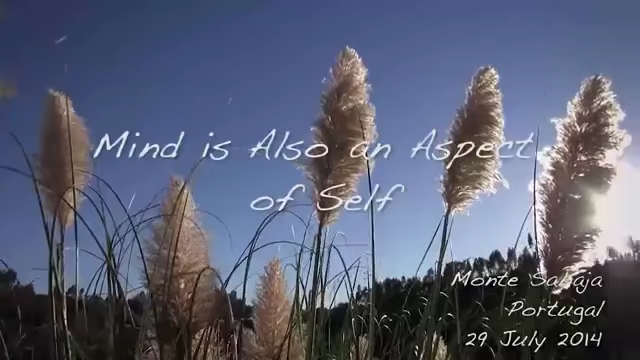 Mind is Also an Aspect
of Self
Monte Sahaja
Portugal
29 July 2014